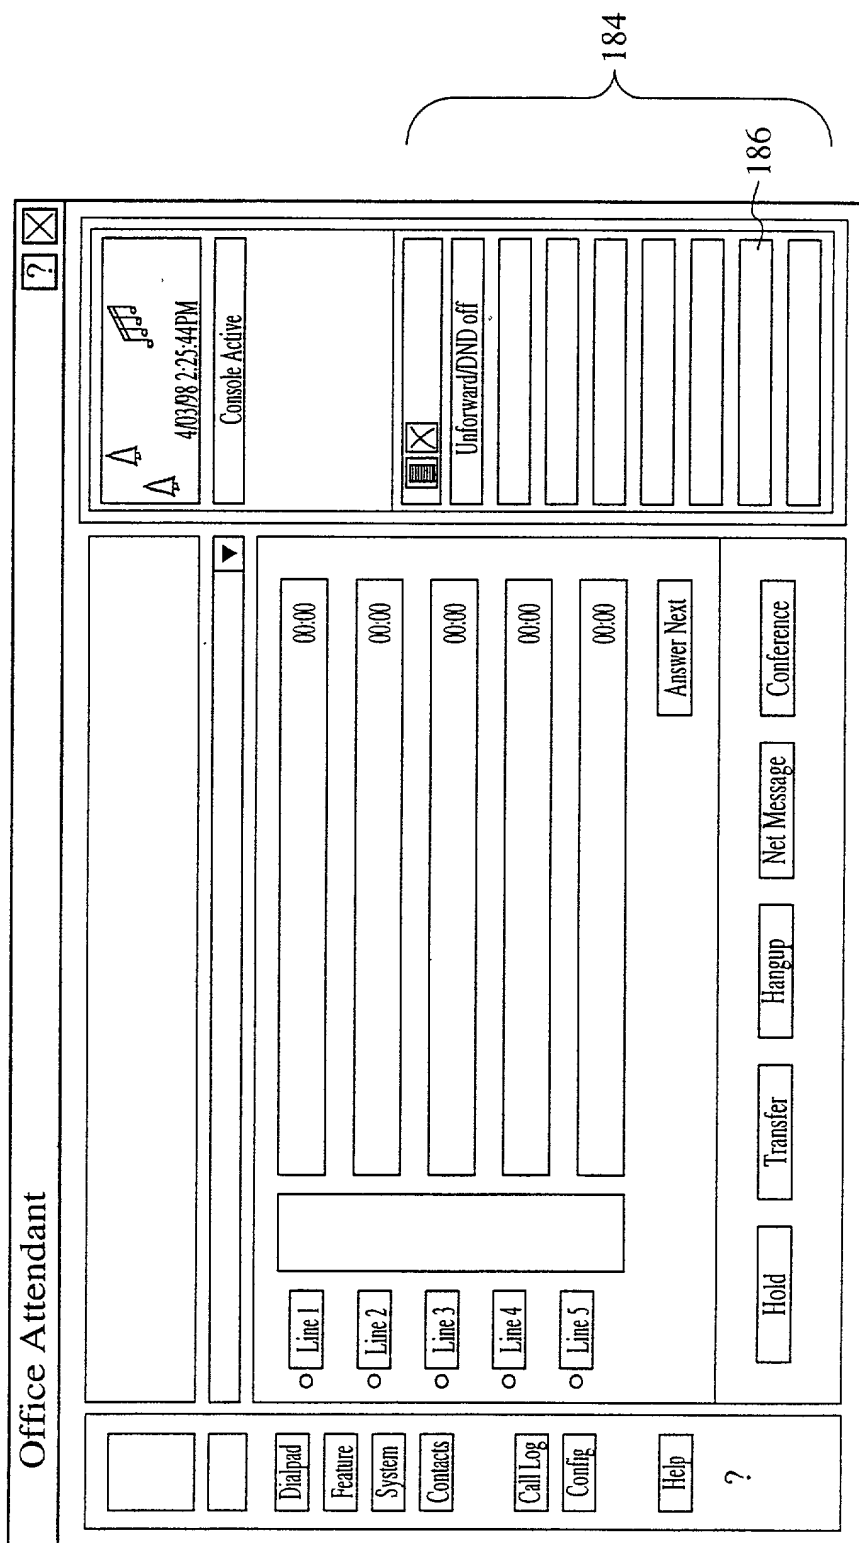 Office Attendant
? X
4/03/98 2:25:44PM
Console Active
Unforward/DND off
Dialpad
Feature
System
Contacts
Call Log
Config
Help
?
Line 1
00:00
Line 2
00:00
Line 3
00:00
Line 4
00:00
Line 5
00:00
Answer Next
Hold
Transfer
Hangup
Net Message
Conference
184
186